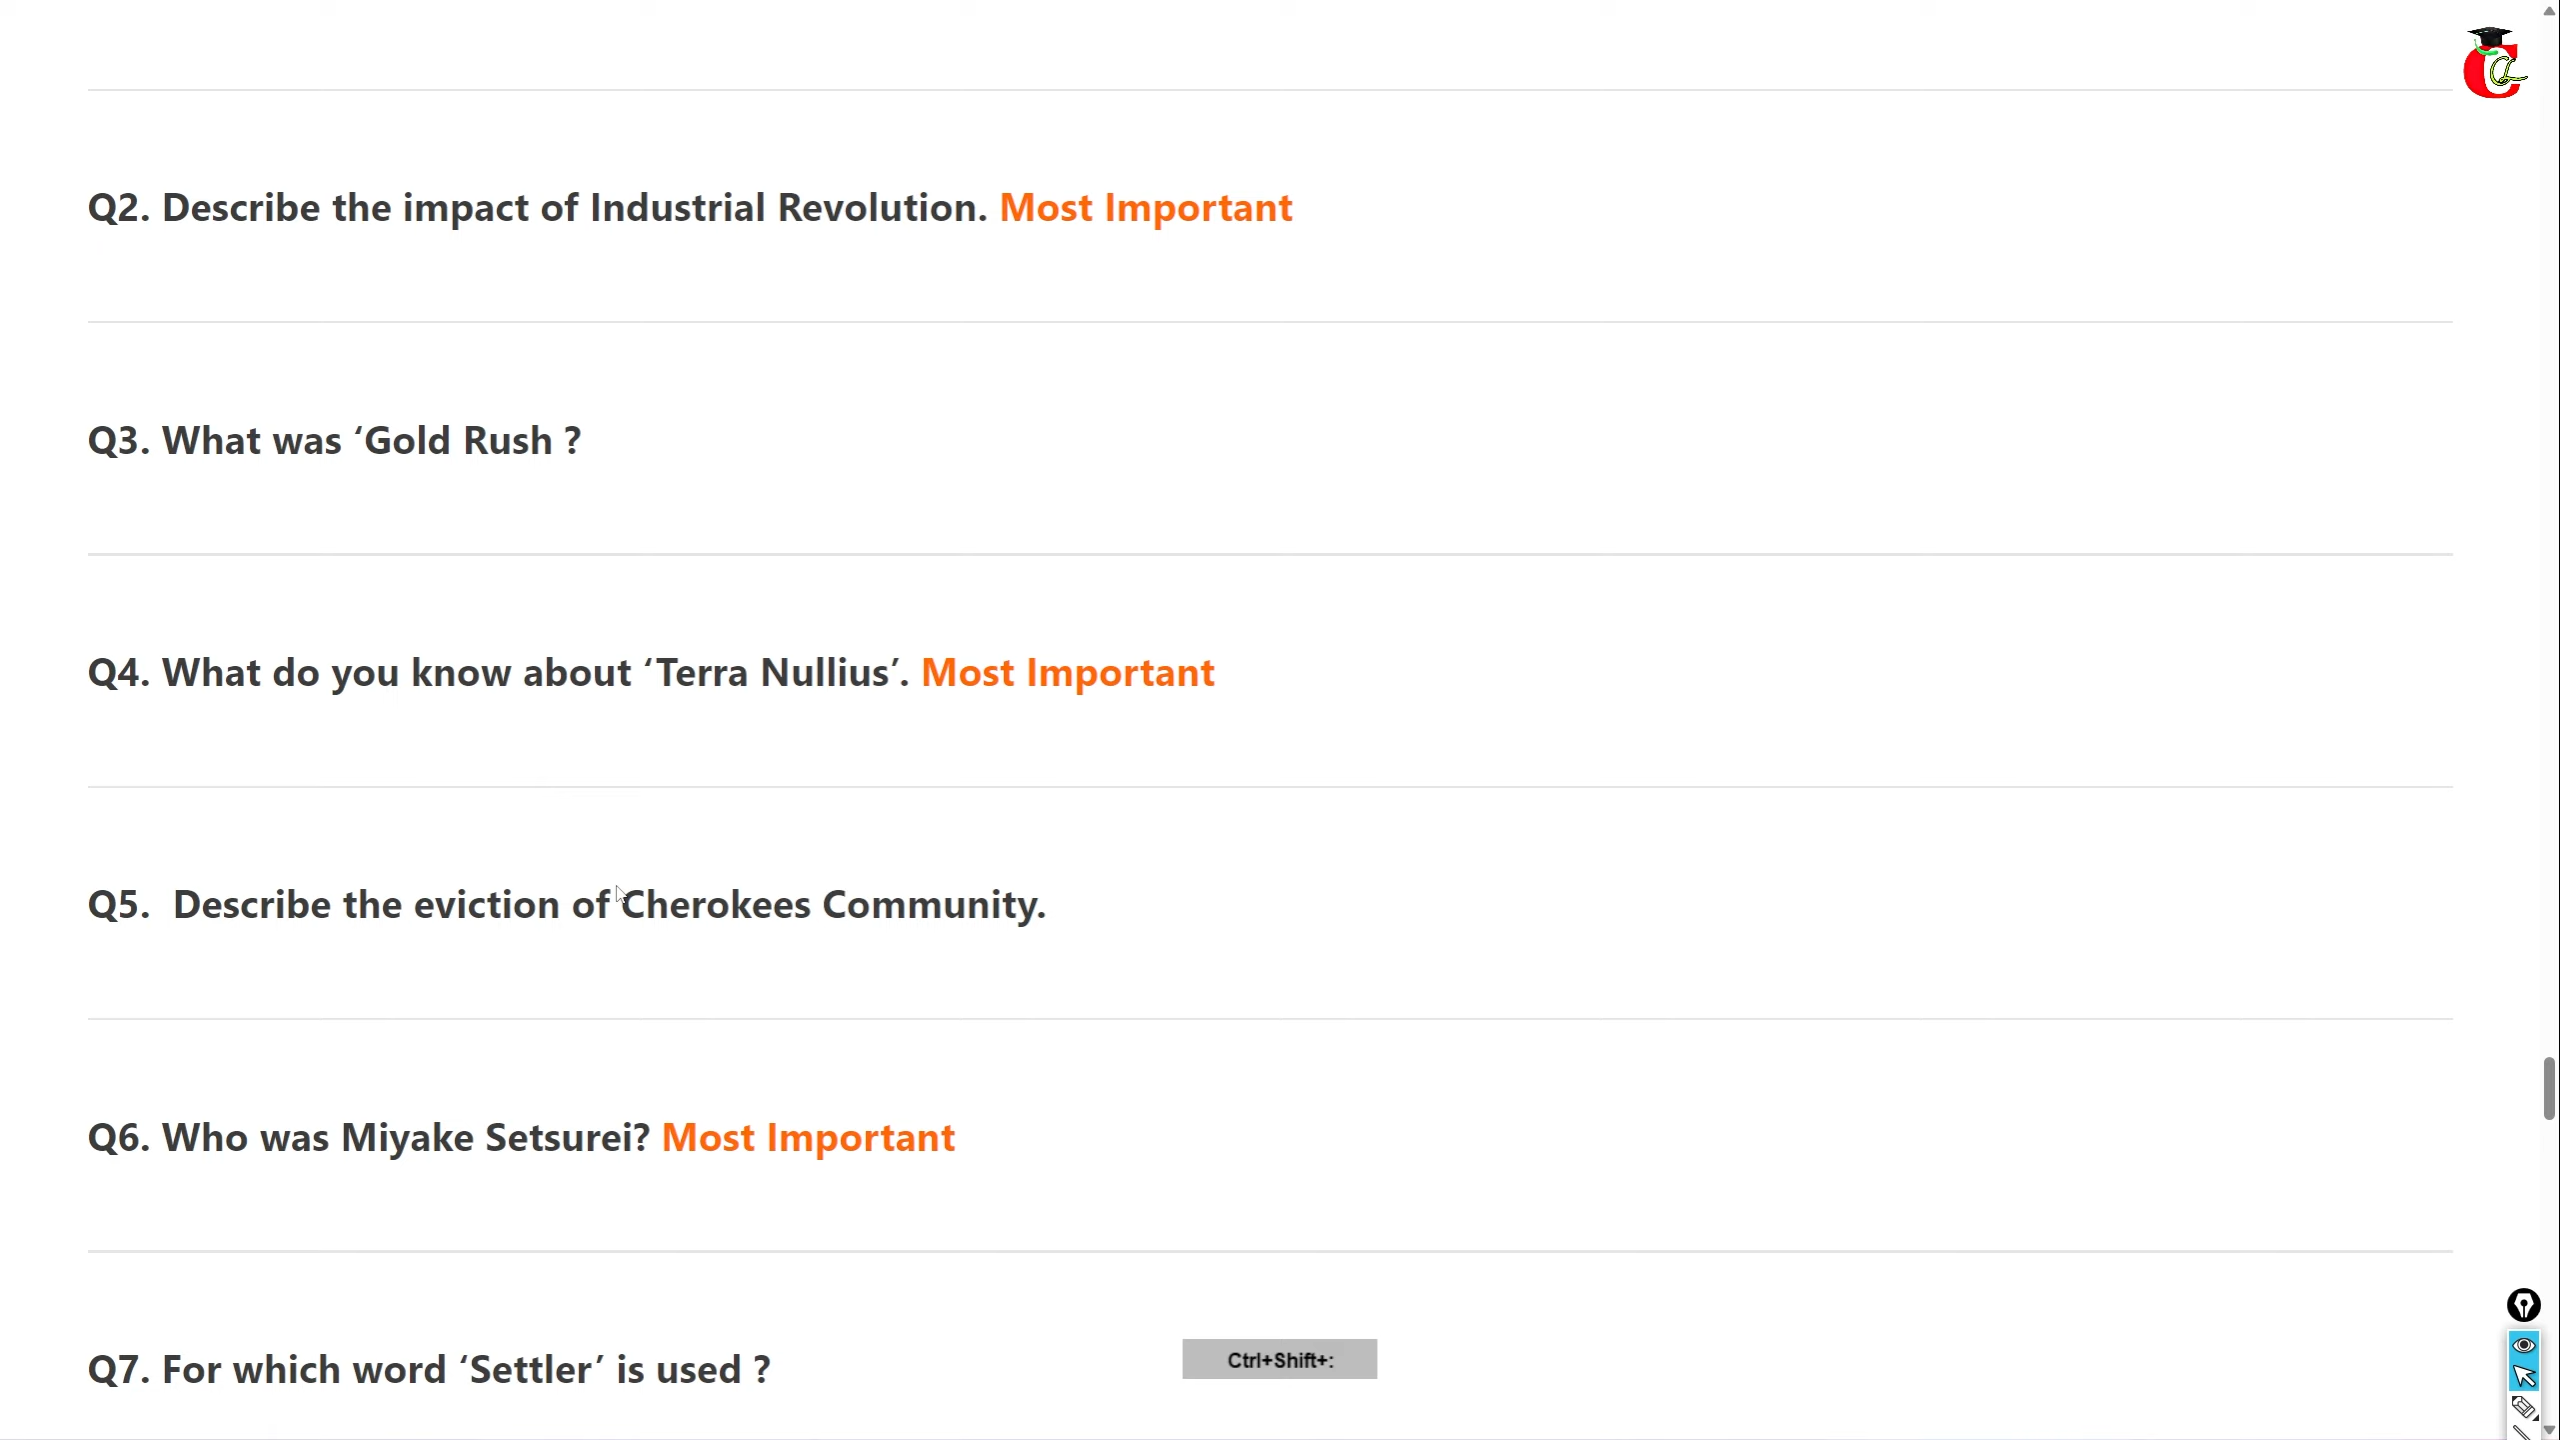 Q2. Describe the impact of Industrial Revolution. Most Important
Q3. What was ‘Gold Rush ?
Q4. What do you know about ‘Terra Nullius’. Most Important
Q5.  Describe the eviction of Cherokees Community.
Q6. Who was Miyake Setsurei? Most Important
Q7. For which word ‘Settler’ is used ?
Ctrl+Shift+: